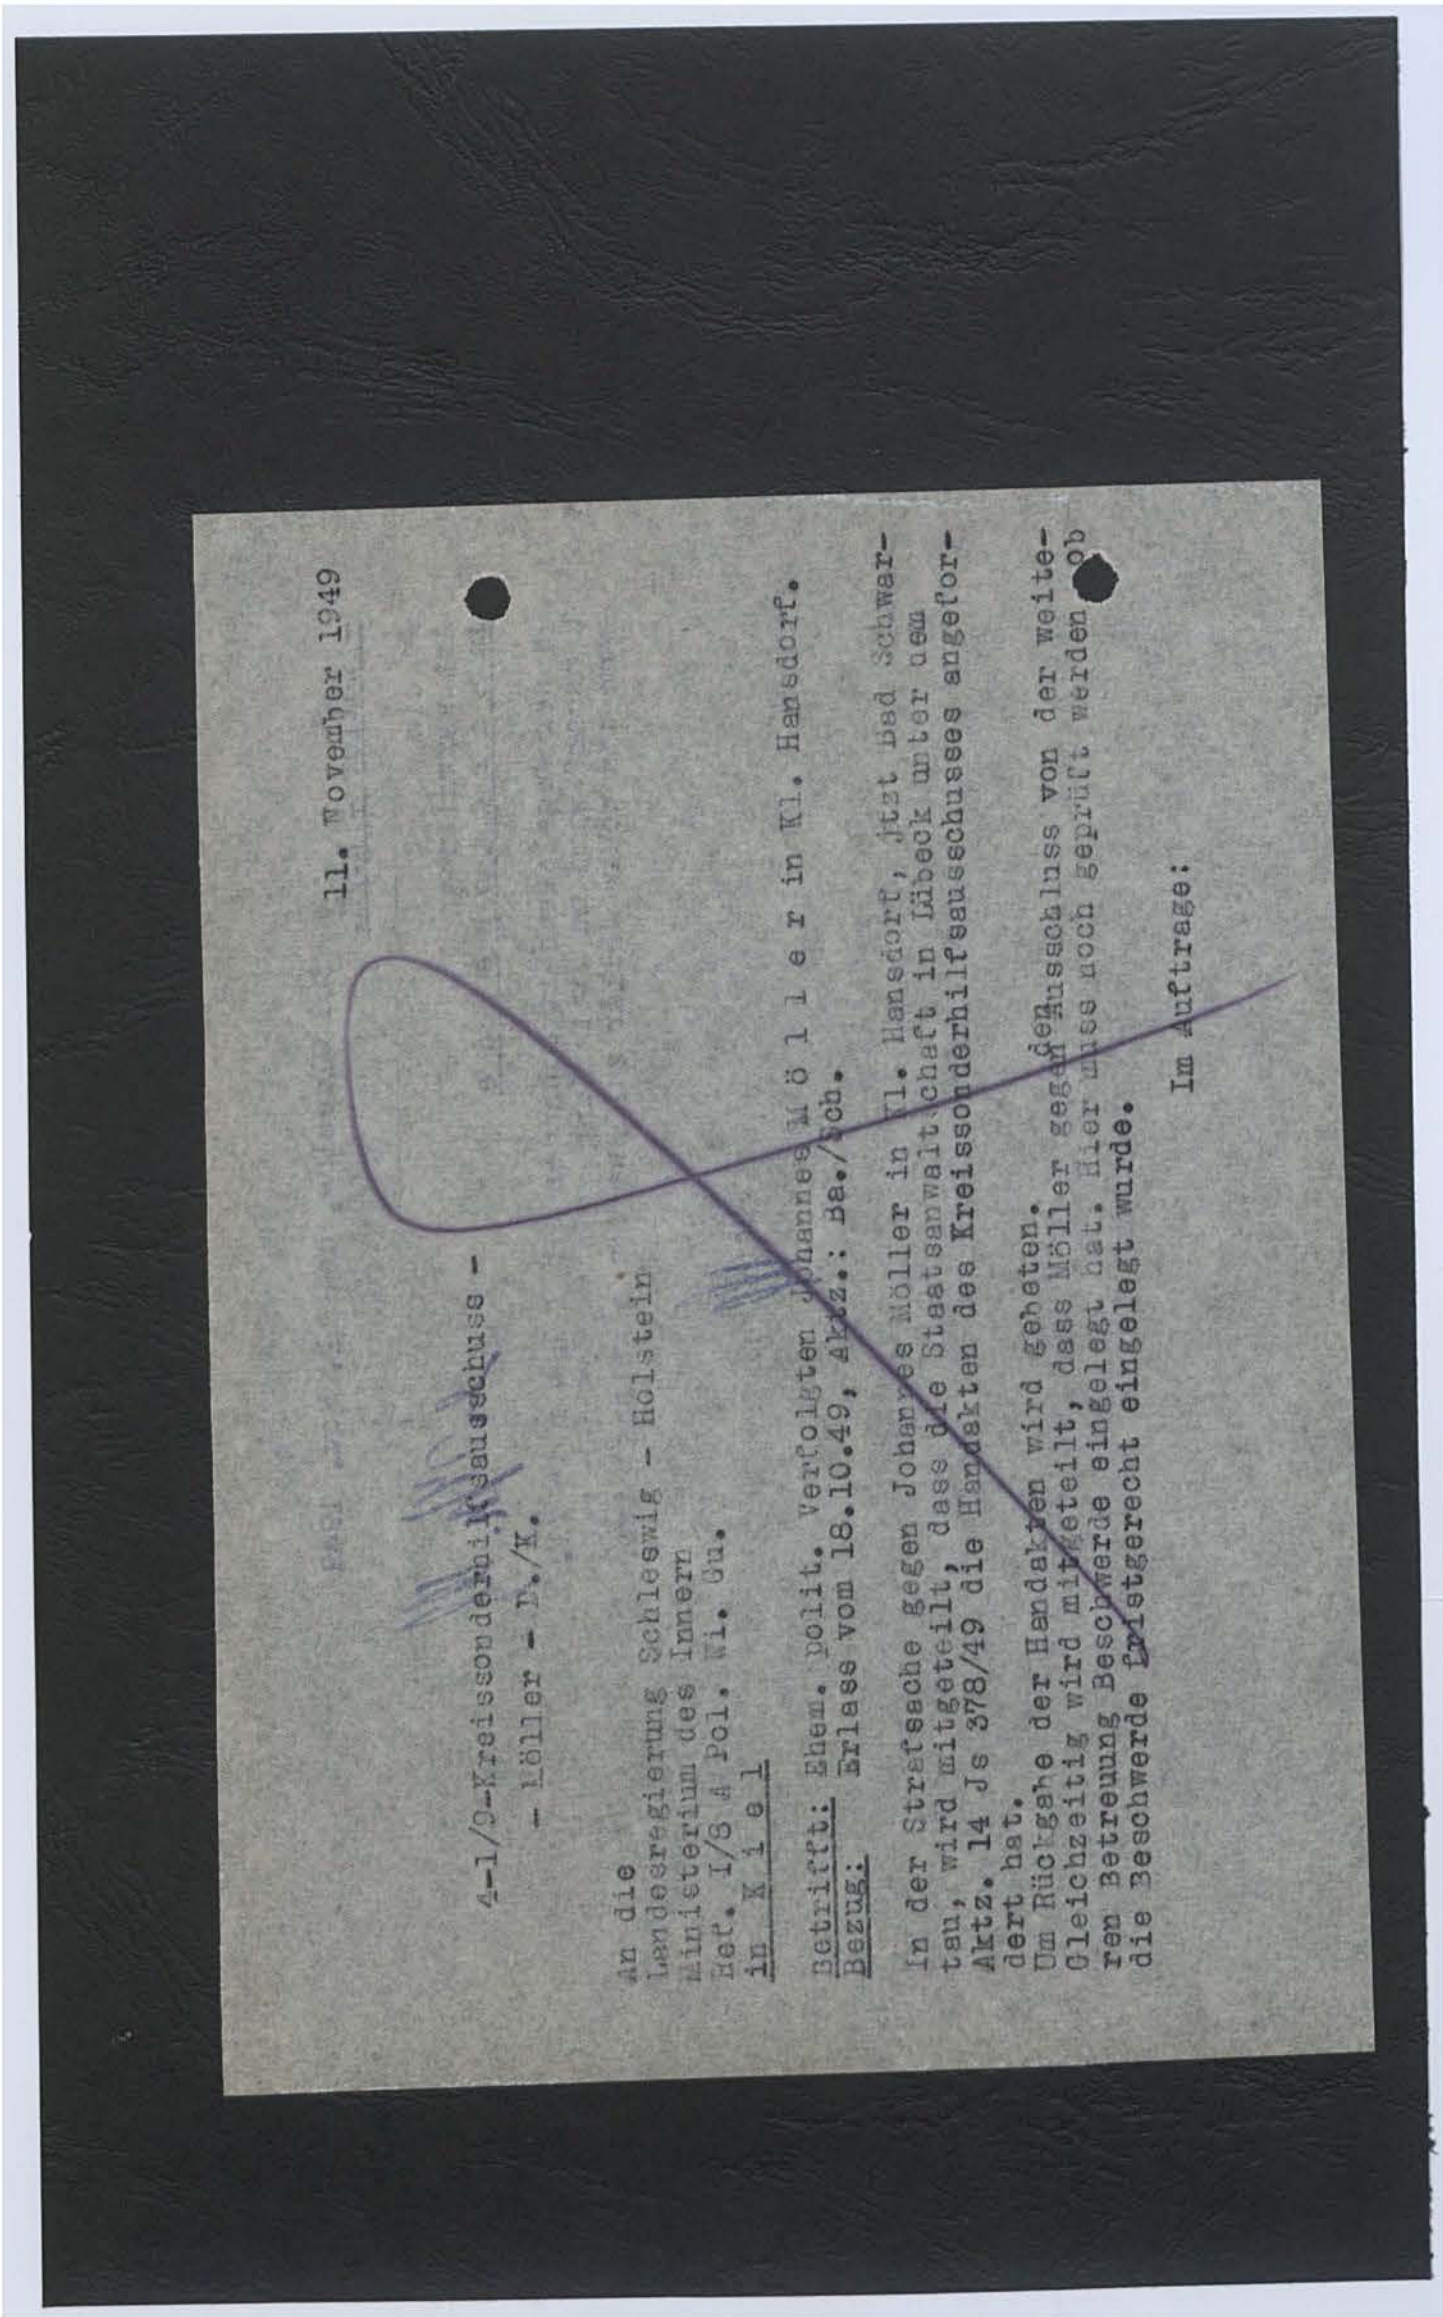 11. November 1949
4-1/9-Kreissonderhilfsausschuss -
- Möller - D./K.
An die
Landesregierung Schleswig - Holstein
Ministerium des Innern
Ref. I/8 A Pol. Wi. Gu.
in Kiel
Betrifft: Ehem. polit. Verfolgten Johannes Möller in Kl. Hansdorf.
Bezug: Erlass vom 18.10.49, Aktz.: Ba./Sch.
In der Strafsache gegen Johannes Möller in Kl. Hansdorf, jtzt Bad Schwar-
tau, wird mitgeteilt, dass die Staatsanwaltschaft in Lübeck unter dem
Aktz. 14 Js 378/49 die Handakten des Kreissonderhilfsausschusses angefor-
dert hat.
Um Rückgabe der Handakten wird gebeten.
Gleichzeitig wird mitgeteilt, dass Möller gegen den Ausschluss von der weite-
ren Betreuung Beschwerde eingelegt hat. Hier muss noch geprüft werden ob
die Beschwerde fristgerecht eingelegt wurde.
Im Auftrage: